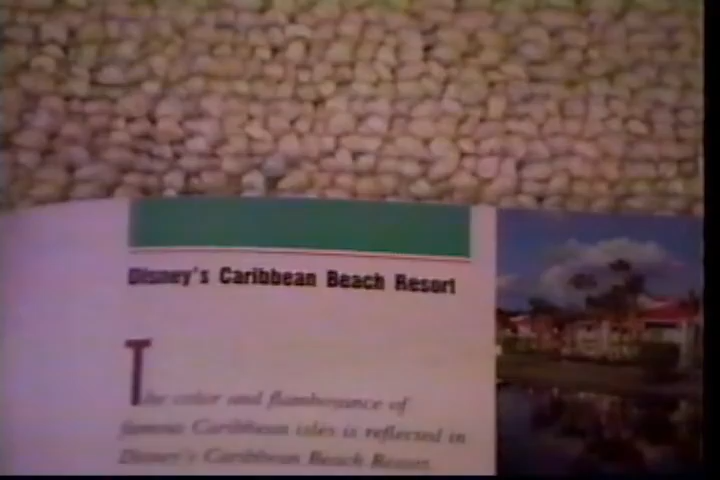 Disney's Caribbean Beach Resort
The color and flamboyance of
famous Caribbean isles is reflected in
Disney's Caribbean Beach Resort